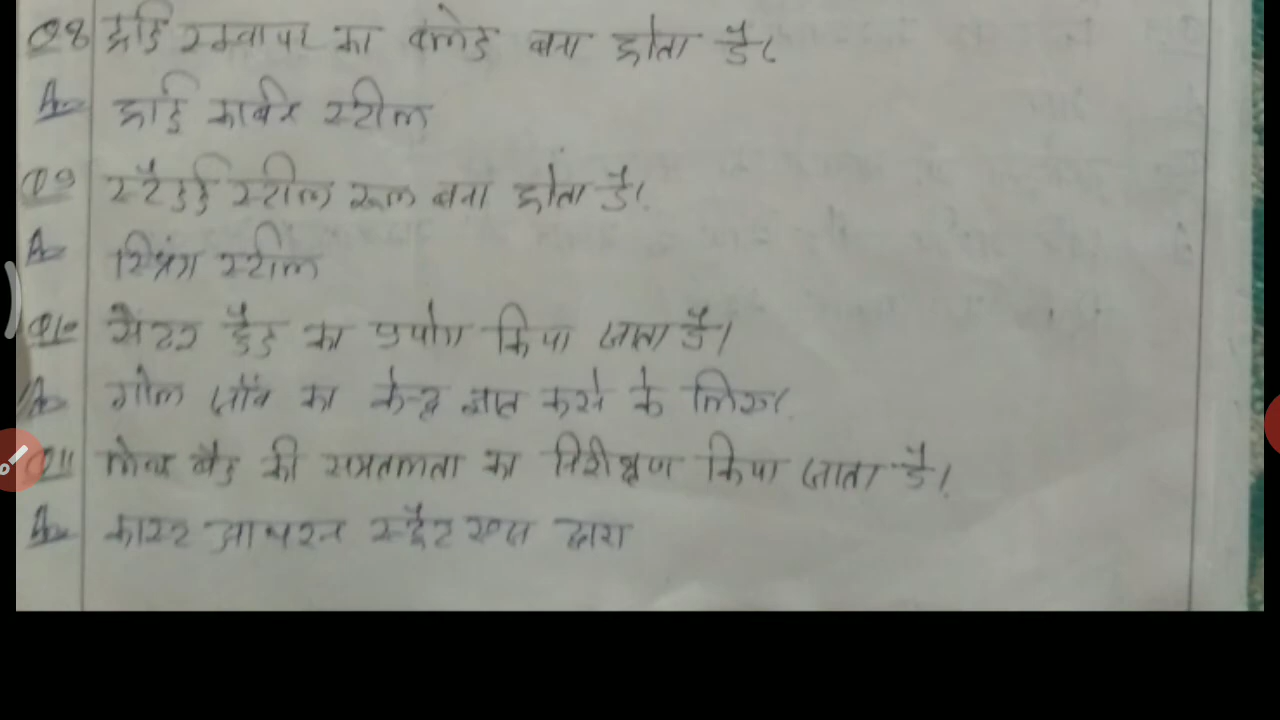 Q8 ट्राई स्क्वायर का ब्लेड बना होता है।
A= हाई कार्बन स्टील
Q9 स्टैंडर्ड स्टील रूल बना होता है।
A= स्प्रिंग स्टील
Q10 सेंटर हैड का प्रयोग किया जाता है।
A= गोल जॉब का केन्द्र ज्ञात करने के लिए।
Q11 लेथ बैड की समतलता का निरीक्षण किया जाता है।
A= कास्ट आयरन स्ट्रेट एज द्वारा